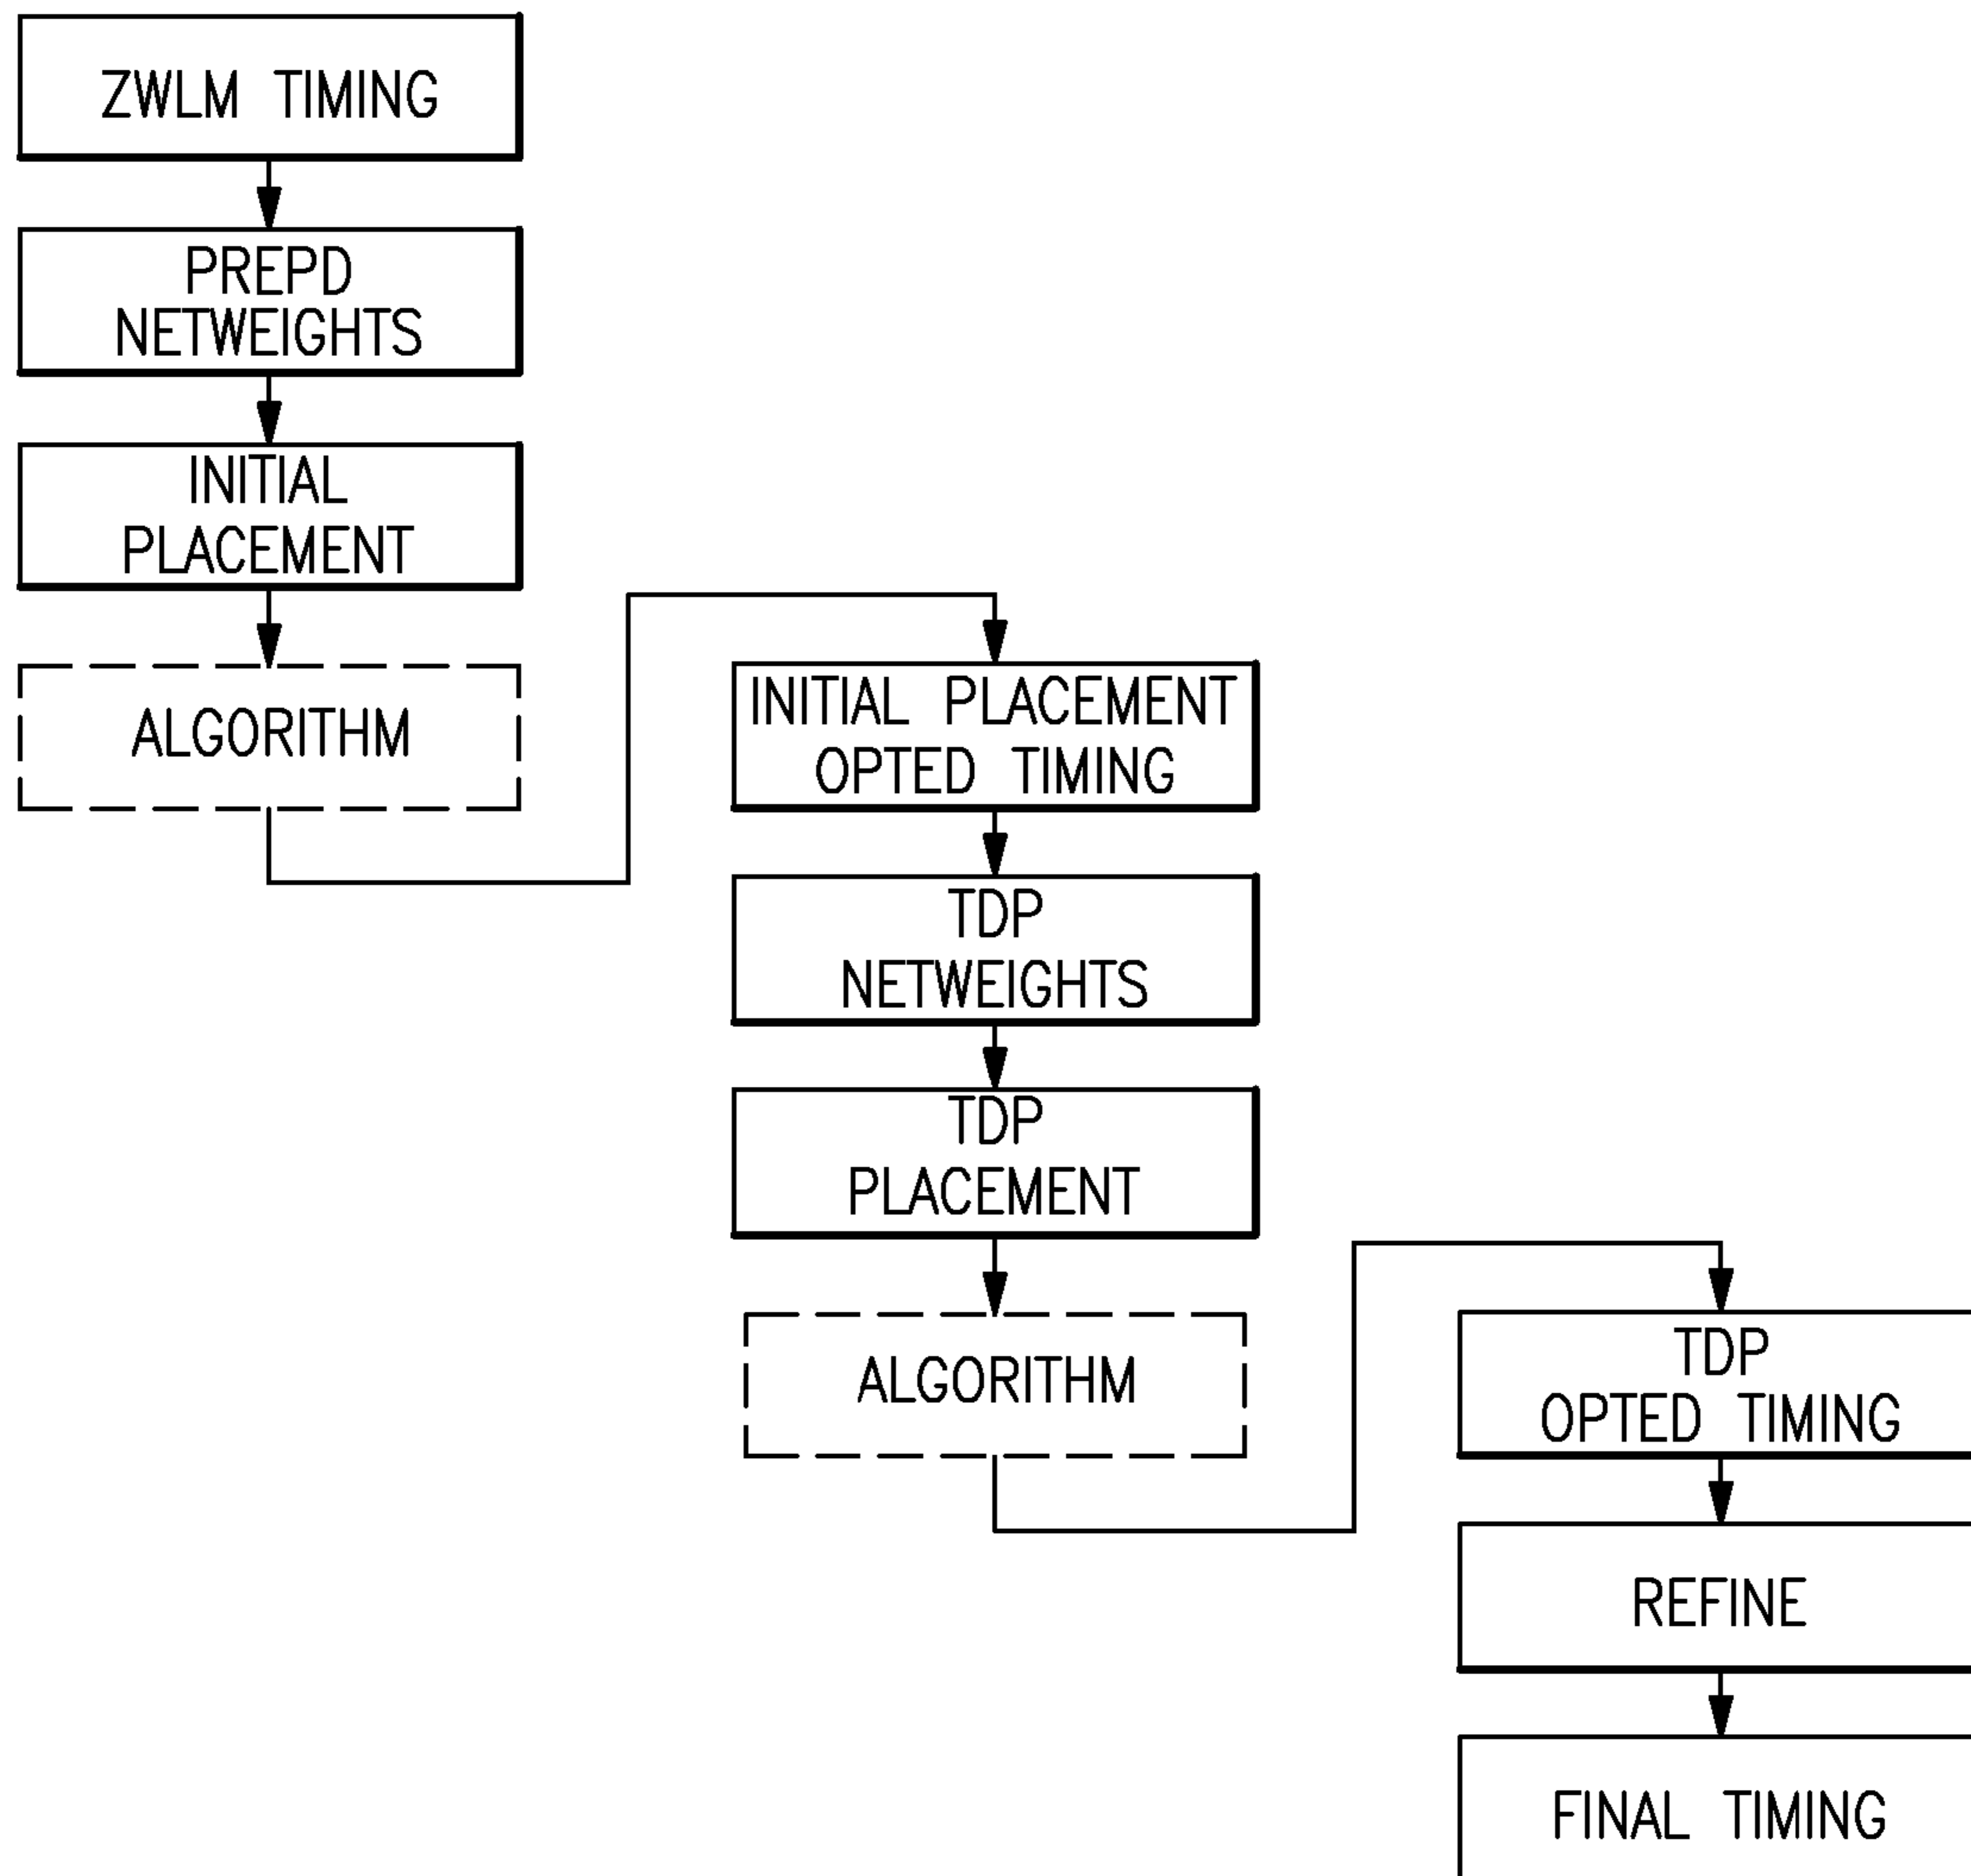 ZWLM TIMING
PREPD
NETWEIGHTS
INITIAL
PLACEMENT
ALGORITHM
INITIAL PLACEMENT
OPTED TIMING
TDP
NETWEIGHTS
TDP
PLACEMENT
ALGORITHM
TDP
OPTED TIMING
REFINE
FINAL TIMING